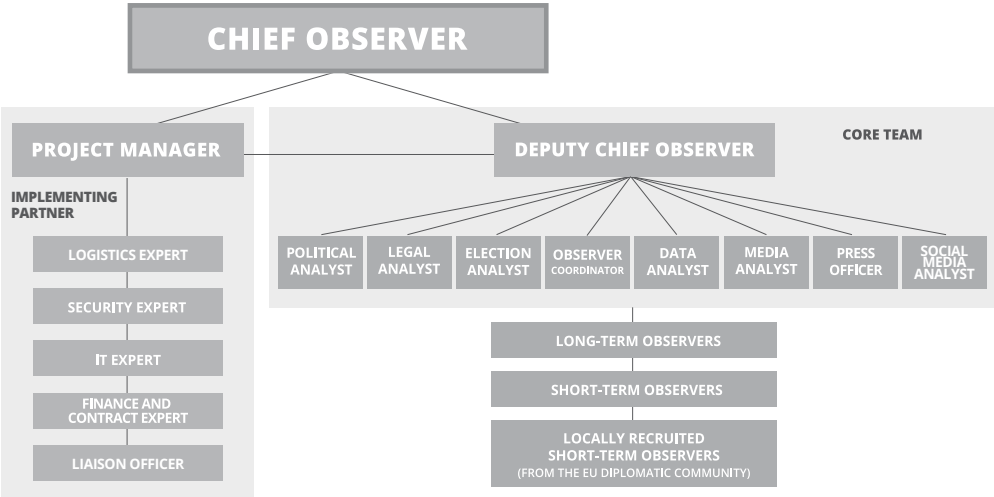 CHIEF OBSERVER
PROJECT MANAGER
IMPLEMENTING
PARTNER
LOGISTICS EXPERT
SECURITY EXPERT
IT EXPERT
FINANCE AND
CONTRACT EXPERT
LIAISON OFFICER
DEPUTY CHIEF OBSERVER
CORE TEAM
POLITICAL
ANALYST
LEGAL
ANALYST
ELECTION
ANALYST
OBSERVER
COORDINATOR
DATA
ANALYST
MEDIA
ANALYST
PRESS
OFFICER
SOCIAL
MEDIA
ANALYST
LONG-TERM OBSERVERS
SHORT-TERM OBSERVERS
LOCALLY RECRUITED
SHORT-TERM OBSERVERS
(FROM THE EU DIPLOMATIC COMMUNITY)